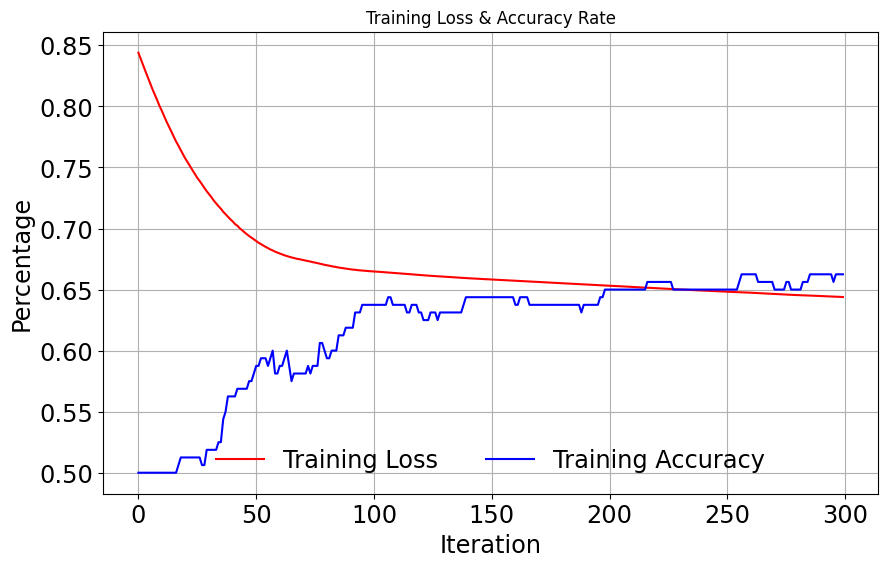 Training Loss & Accuracy Rate
Percentage
0.85
0.80
0.75
0.70
0.65
0.60
0.55
0.50
Training Loss Training Accuracy
0 50 100 150 200 250 300
Iteration